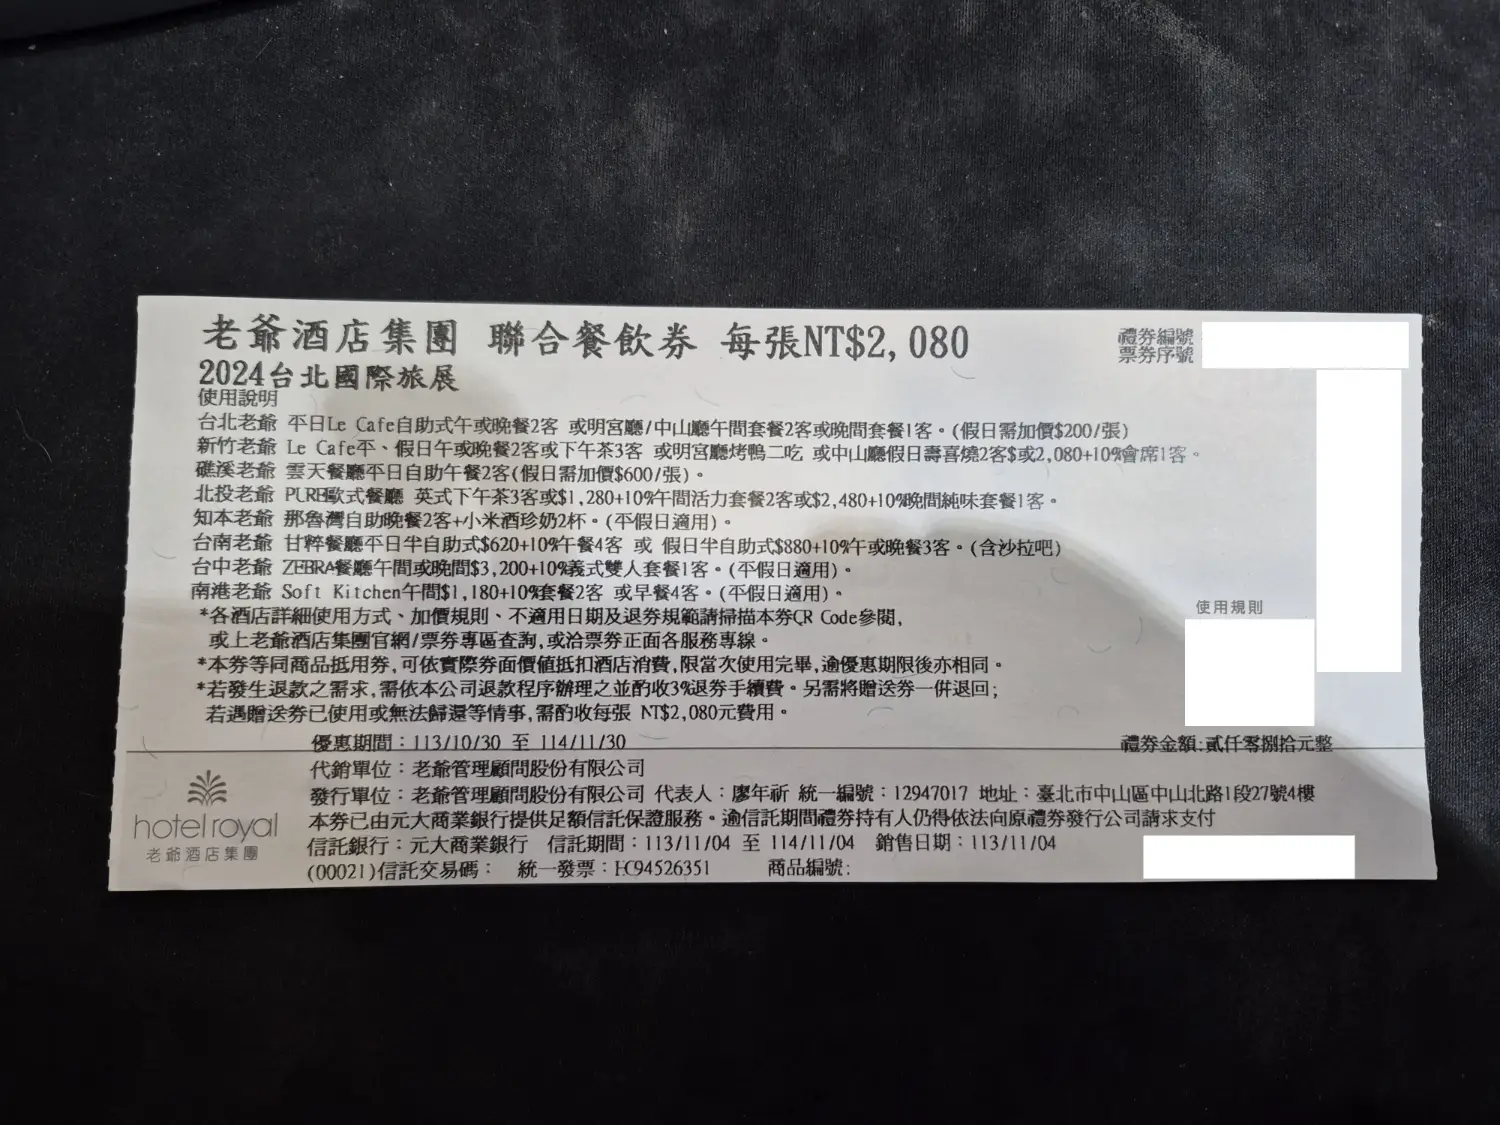 老爺酒店集團 聯合餐飲券 每張NT$2,080
禮券編號
票券序號
2024台北國際旅展
使用說明
台北老爺 平日Le Cafe自助式午或晚餐2客 或明宮廳/中山廳午間套餐2客或晚間套餐1客。(假日需加價$200/張)
新竹老爺 Le Cafe平、假日午或晚餐2客或下午茶3客 或明宮廳烤鴨二吃 或中山廳假日壽喜燒2客$或2,080+10%會席1客。
礁溪老爺 雲天餐廳平日自助午餐2客(假日需加價$600/張)。
北投老爺 PURE歐式餐廳 英式下午茶3客或$1,280+10%午間活力套餐2客或$2,480+10%晚間純味套餐1客。
知本老爺 那魯灣自助晚餐2客+小米酒珍奶2杯。(平假日適用)。
台南老爺 甘粹餐廳平日半自助式$620+10%午餐4客 或 假日半自助式$880+10%午或晚餐3客。(含沙拉吧)
台中老爺 ZEBRA餐廳午間或晚間$3,200+10%義式雙人套餐1客。(平假日適用)。
南港老爺 Soft Kitchen午間$1,180+10%套餐2客 或早餐4客。(平假日適用)。
*各酒店詳細使用方式、加價規則、不適用日期及退券規範請掃描本券QR Code參閱,
或上老爺酒店集團官網/票券專區查詢,或洽票券正面各服務專線。
*本券等同商品抵用券,可依實際券面價值抵扣酒店消費,限當次使用完畢,逾優惠期限後亦相同。
*若發生退款之需求,需依本公司退款程序辦理之並酌收3%退券手續費。另需將贈送券一併退回;
若遇贈送券已使用或無法歸還等情事,需酌收每張 NT$2,080元費用。
使用規則
優惠期間：113/10/30 至 114/11/30
禮券金額:貳仟零捌拾元整
代銷單位：老爺管理顧問股份有限公司
發行單位：老爺管理顧問股份有限公司 代表人：廖年祈 統一編號：12947017 地址：臺北市中山區中山北路1段27號4樓
本券已由元大商業銀行提供足額信託保證服務。逾信託期間禮券持有人仍得依法向原禮券發行公司請求支付
信託銀行：元大商業銀行 信託期間：113/11/04 至 114/11/04 銷售日期：113/11/04
(00021)信託交易碼： 統一發票：EC94526351 商品編號:
hotel royal
老爺酒店集團